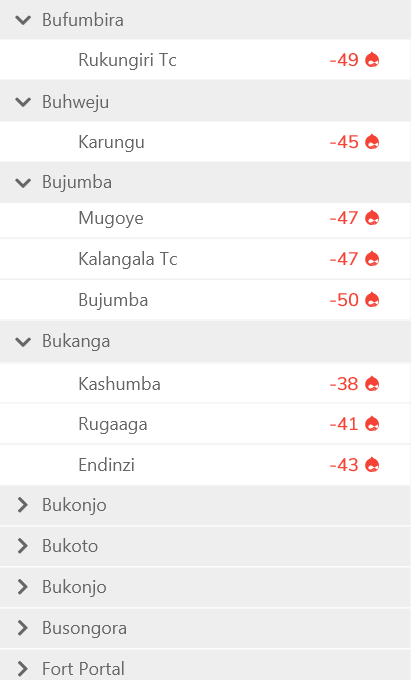 Bufumbira
Rukungiri Tc -49
Buhweju
Karungu -45
Bujumba
Mugoye -47
Kalangala Tc -47
Bujumba -50
Bukanga
Kashumba -38
Rugaaga -41
Endinzi -43
Bukonjo
Bukoto
Bukonjo
Busongora
Fort Portal